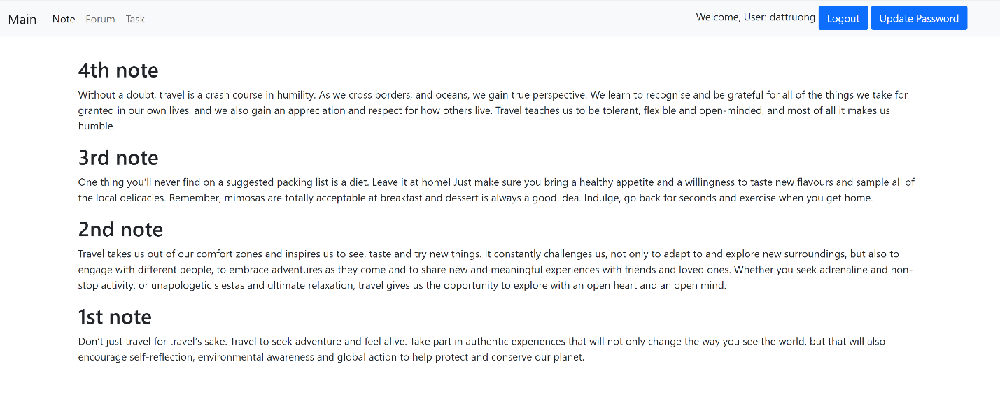 Main Note Forum Task Welcome, User: dattruong Logout Update Password
4th note
Without a doubt, travel is a crash course in humility. As we cross borders, and oceans, we gain true perspective. We learn to recognise and be grateful for all of the things we take for
granted in our own lives, and we also gain an appreciation and respect for how others live. Travel teaches us to be tolerant, flexible and open-minded, and most of all it makes us
humble.
3rd note
One thing you’ll never find on a suggested packing list is a diet. Leave it at home! Just make sure you bring a healthy appetite and a willingness to taste new flavours and sample all of
the local delicacies. Remember, mimosas are totally acceptable at breakfast and dessert is always a good idea. Indulge, go back for seconds and exercise when you get home.
2nd note
Travel takes us out of our comfort zones and inspires us to see, taste and try new things. It constantly challenges us, not only to adapt to and explore new surroundings, but also to
engage with different people, to embrace adventures as they come and to share new and meaningful experiences with friends and loved ones. Whether you seek adrenaline and non-
stop activity, or unapologetic siestas and ultimate relaxation, travel gives us the opportunity to explore with an open heart and an open mind.
1st note
Don’t just travel for travel’s sake. Travel to seek adventure and feel alive. Take part in authentic experiences that will not only change the way you see the world, but that will also
encourage self-reflection, environmental awareness and global action to help protect and conserve our planet.